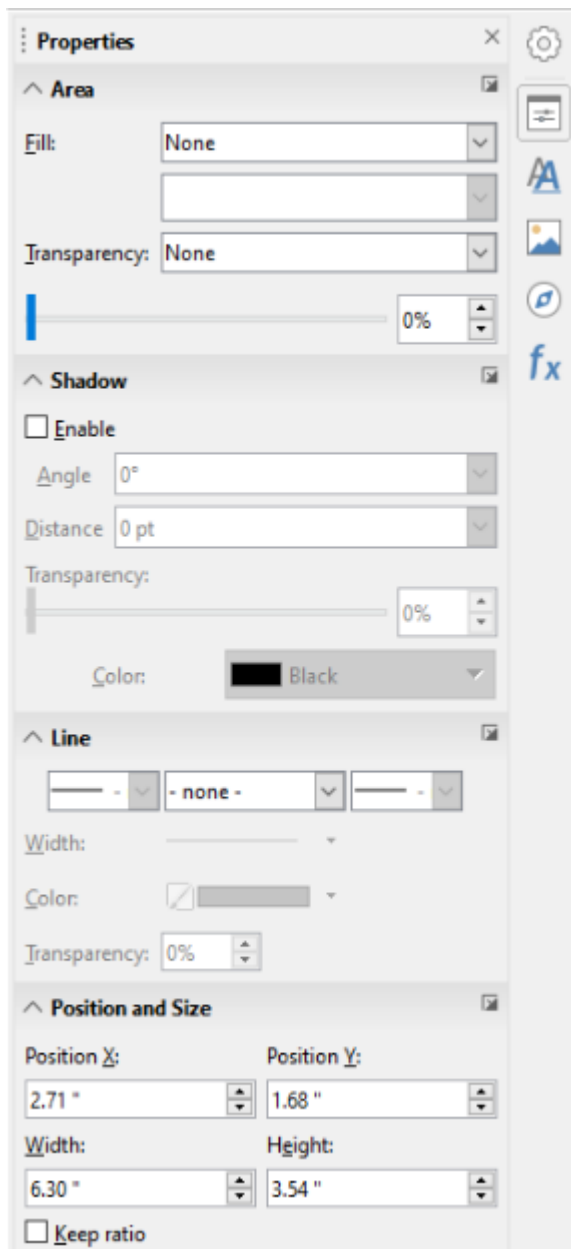 Properties
Area
Fill: None
Transparency: None
0%
Shadow
Enable
Angle 0°
Distance 0 pt
Transparency:
0%
Color: Black
Line
- - none - -
Width:
Color:
Transparency: 0%
Position and Size
Position X: Position Y:
2.71 " 1.68 "
Width: Height:
6.30 " 3.54 "
Keep ratio